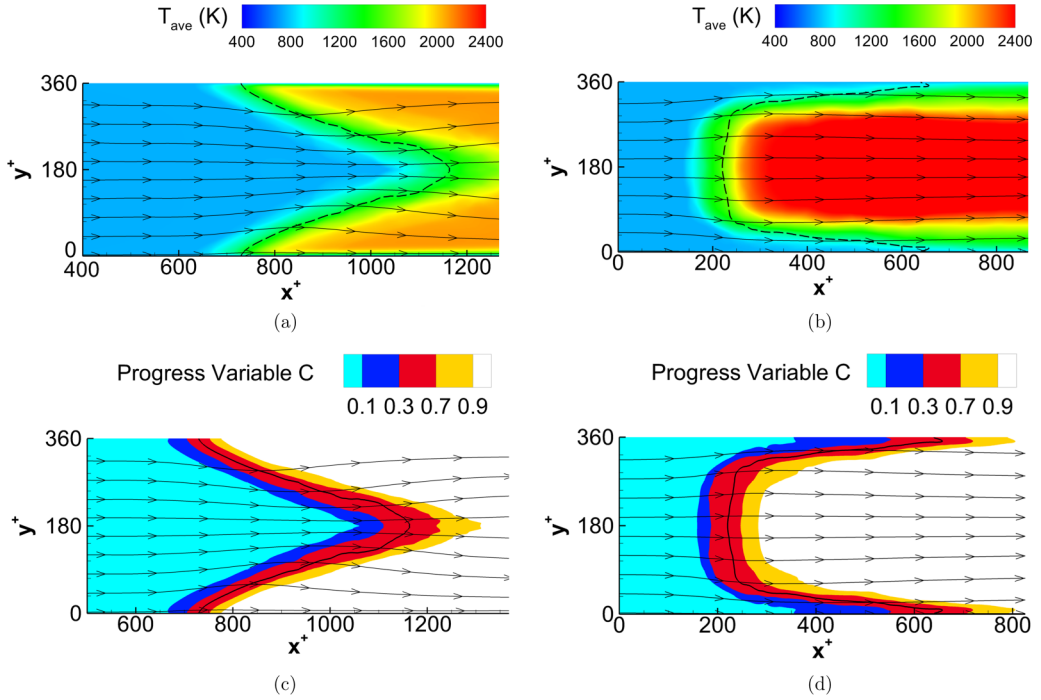 T_ave (K)
400 800 1200 1600 2000 2400
T_ave (K)
400 800 1200 1600 2000 2400
360
180
0
y+
400 600 800 1000 1200
x+
(a)
360
180
0
y+
0 200 400 600 800
x+
(b)
Progress Variable C
0.1 0.3 0.7 0.9
Progress Variable C
0.1 0.3 0.7 0.9
360
180
0
y+
600 800 1000 1200
x+
(c)
360
180
0
y+
0 200 400 600 800
x+
(d)